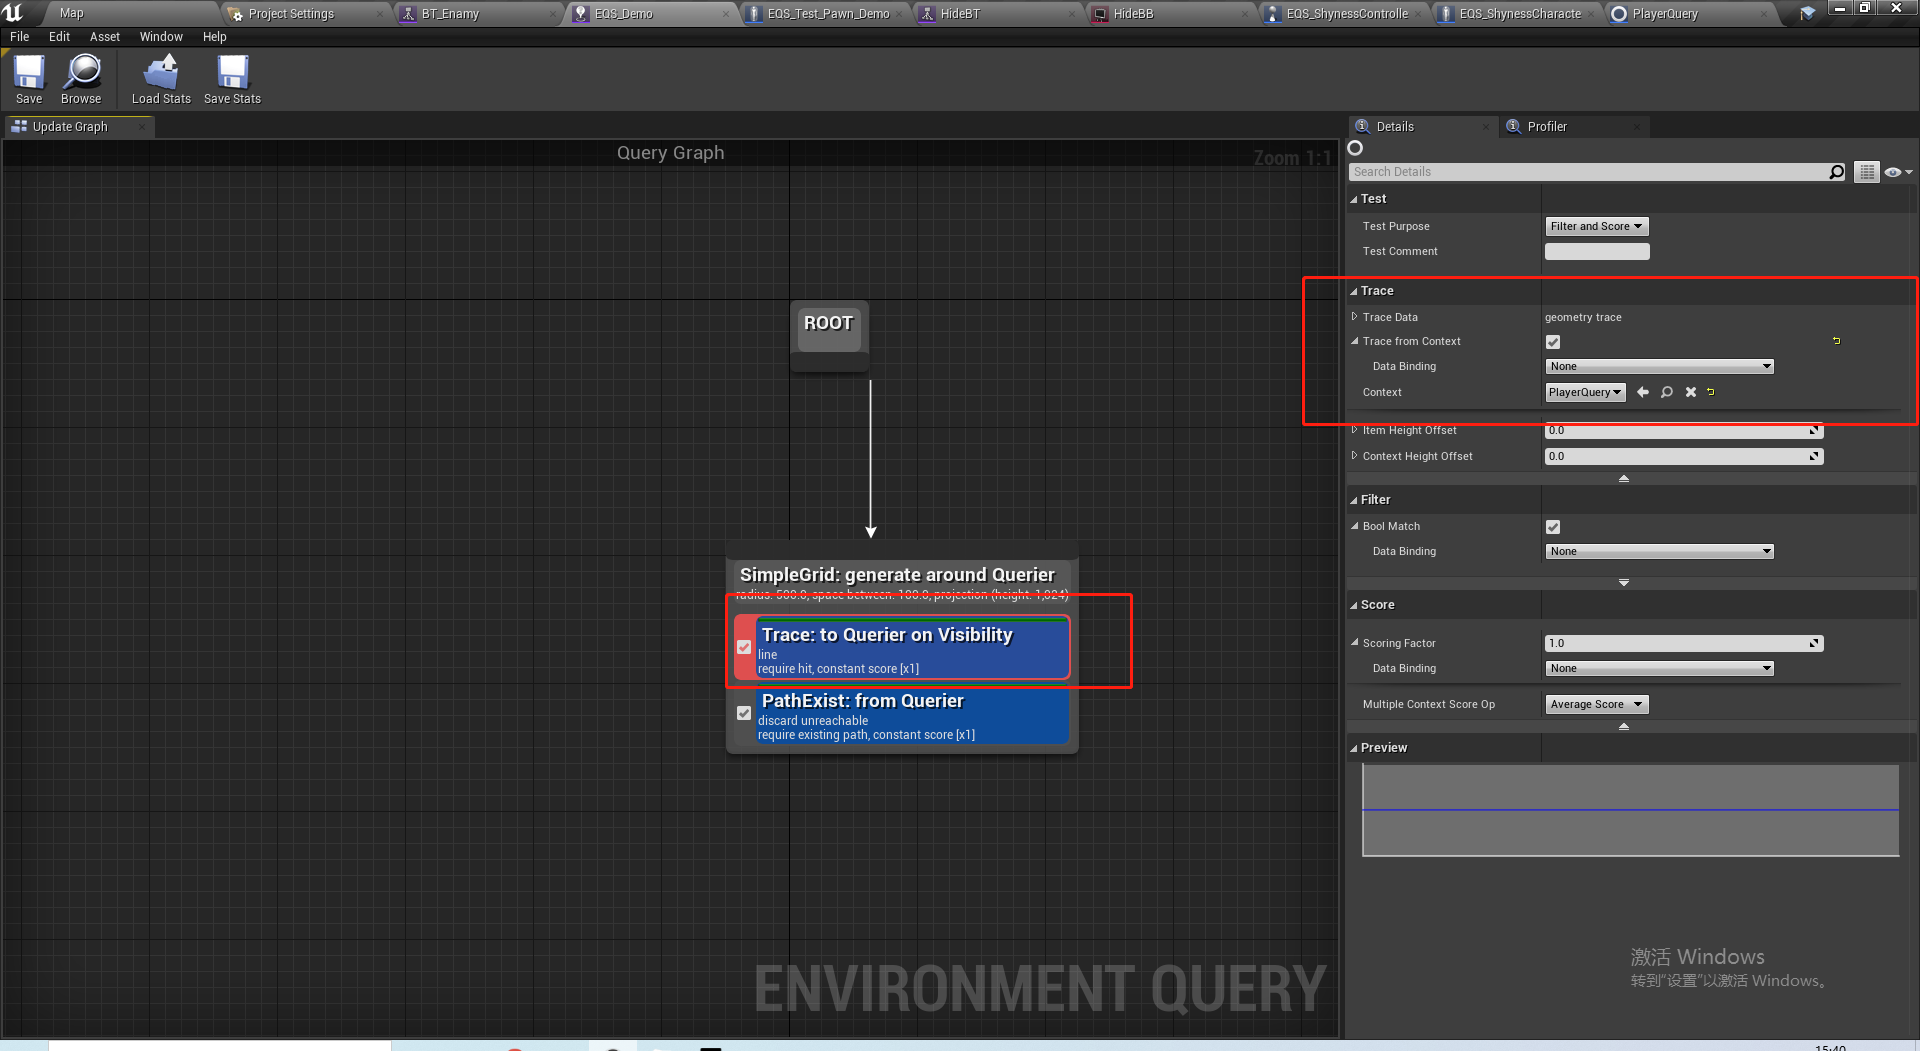 Map
Project Settings
BT_Enamy
EQS_Demo
EQS_Test_Pawn_Demo
HideBT
HideBB
EQS_ShynessControlle
EQS_ShynessCharacte
PlayerQuery
File Edit Asset Window Help
Save Browse Load Stats Save Stats
Update Graph
Query Graph
Zoom 1:1
ROOT
SimpleGrid: generate around Querier
radius: 500.0, space between: 100.0, projection (height: 1,024)
Trace: to Querier on Visibility
line
require hit, constant score [x1]
PathExist: from Querier
discard unreachable
require existing path, constant score [x1]
ENVIRONMENT QUERY
Details
Profiler
Search Details
Test
Test Purpose Filter and Score
Test Comment
Trace
Trace Data geometry trace
Trace from Context
Data Binding None
Context PlayerQuery
Item Height Offset 0.0
Context Height Offset 0.0
Filter
Bool Match
Data Binding None
Score
Scoring Factor 1.0
Data Binding None
Multiple Context Score Op Average Score
Preview
激活 Windows
转到“设置”以激活 Windows。
15:40